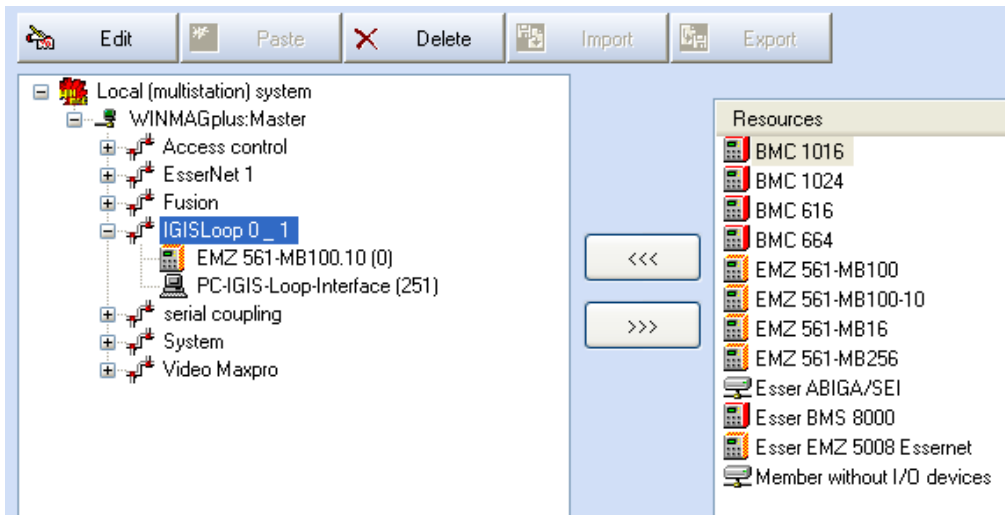 Edit Paste Delete Import Export
Local (multistation) system
WINMAGplus:Master
Access control
EsserNet 1
Fusion
IGISLoop 0 _ 1
EMZ 561-MB100.10 (0)
PC-IGIS-Loop-Interface (251)
serial coupling
System
Video Maxpro
<<<
>>>
Resources
BMC 1016
BMC 1024
BMC 616
BMC 664
EMZ 561-MB100
EMZ 561-MB100-10
EMZ 561-MB16
EMZ 561-MB256
Esser ABIGA/SEI
Esser BMS 8000
Esser EMZ 5008 Essernet
Member without I/O devices